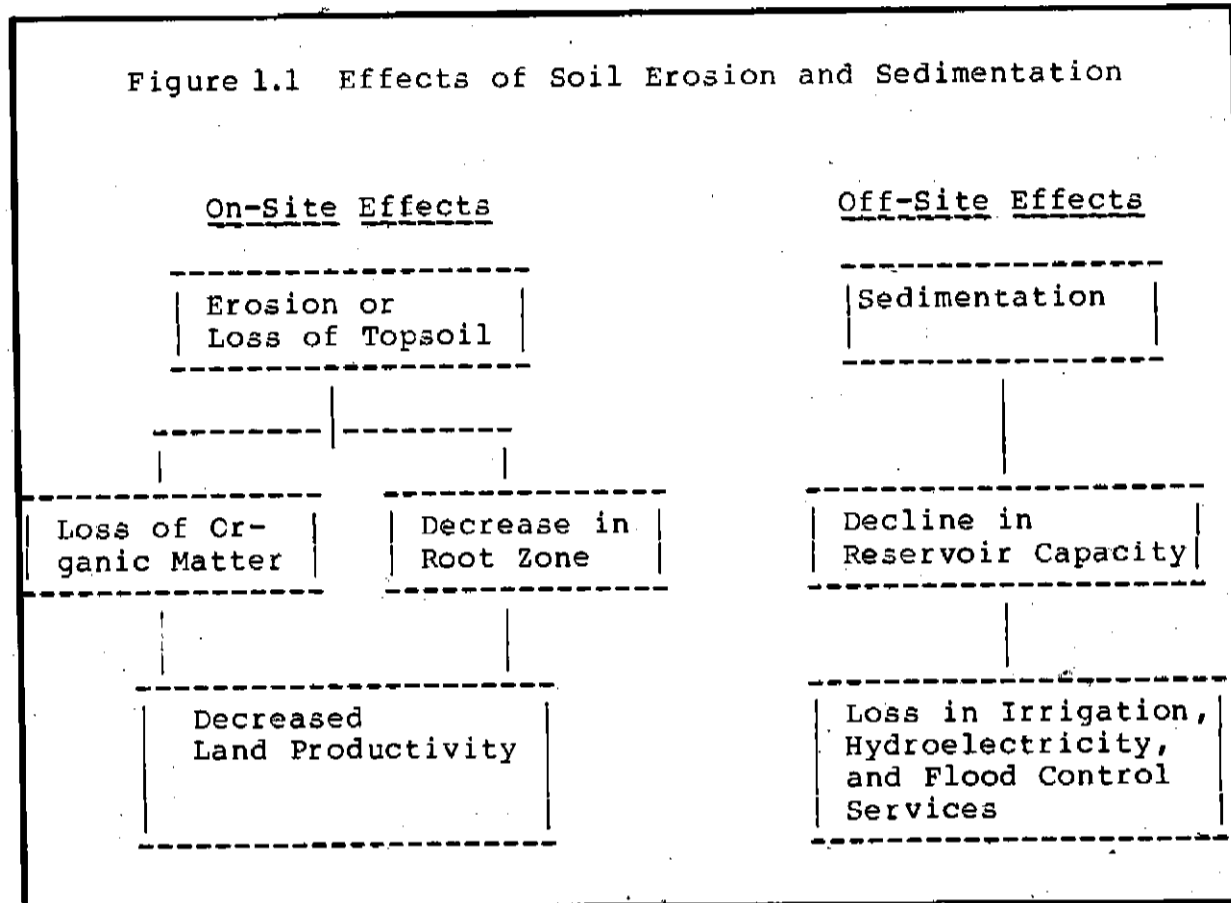 Figure 1.1 Effects of Soil Erosion and Sedimentation
On-Site Effects
Erosion or
Loss of Topsoil
Loss of Cr-
ganic Matter
Decrease in
Root Zone
Decreased
Land Productivity
Off-Site Effects
Sedimentation
Decline in
Reservoir Capacity
Loss in Irrigation,
Hydroelectricity,
and Flood Control
Services